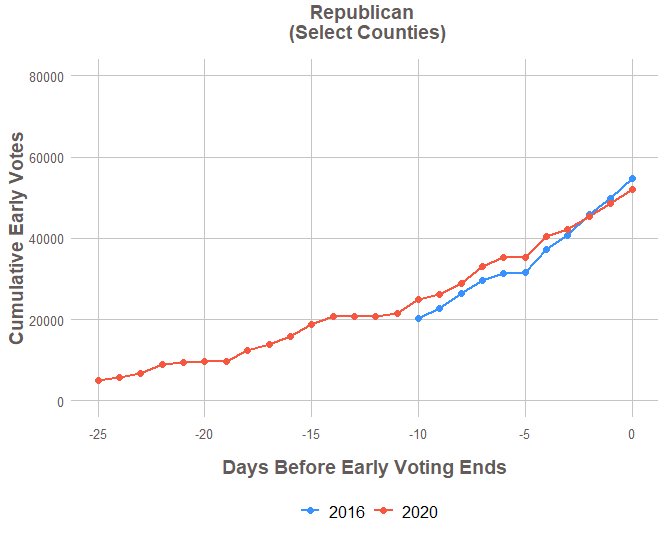 Republican
(Select Counties)
Cumulative Early Votes
80000
60000
40000
20000
0
-25 -20 -15 -10 -5 0
Days Before Early Voting Ends
2016 2020